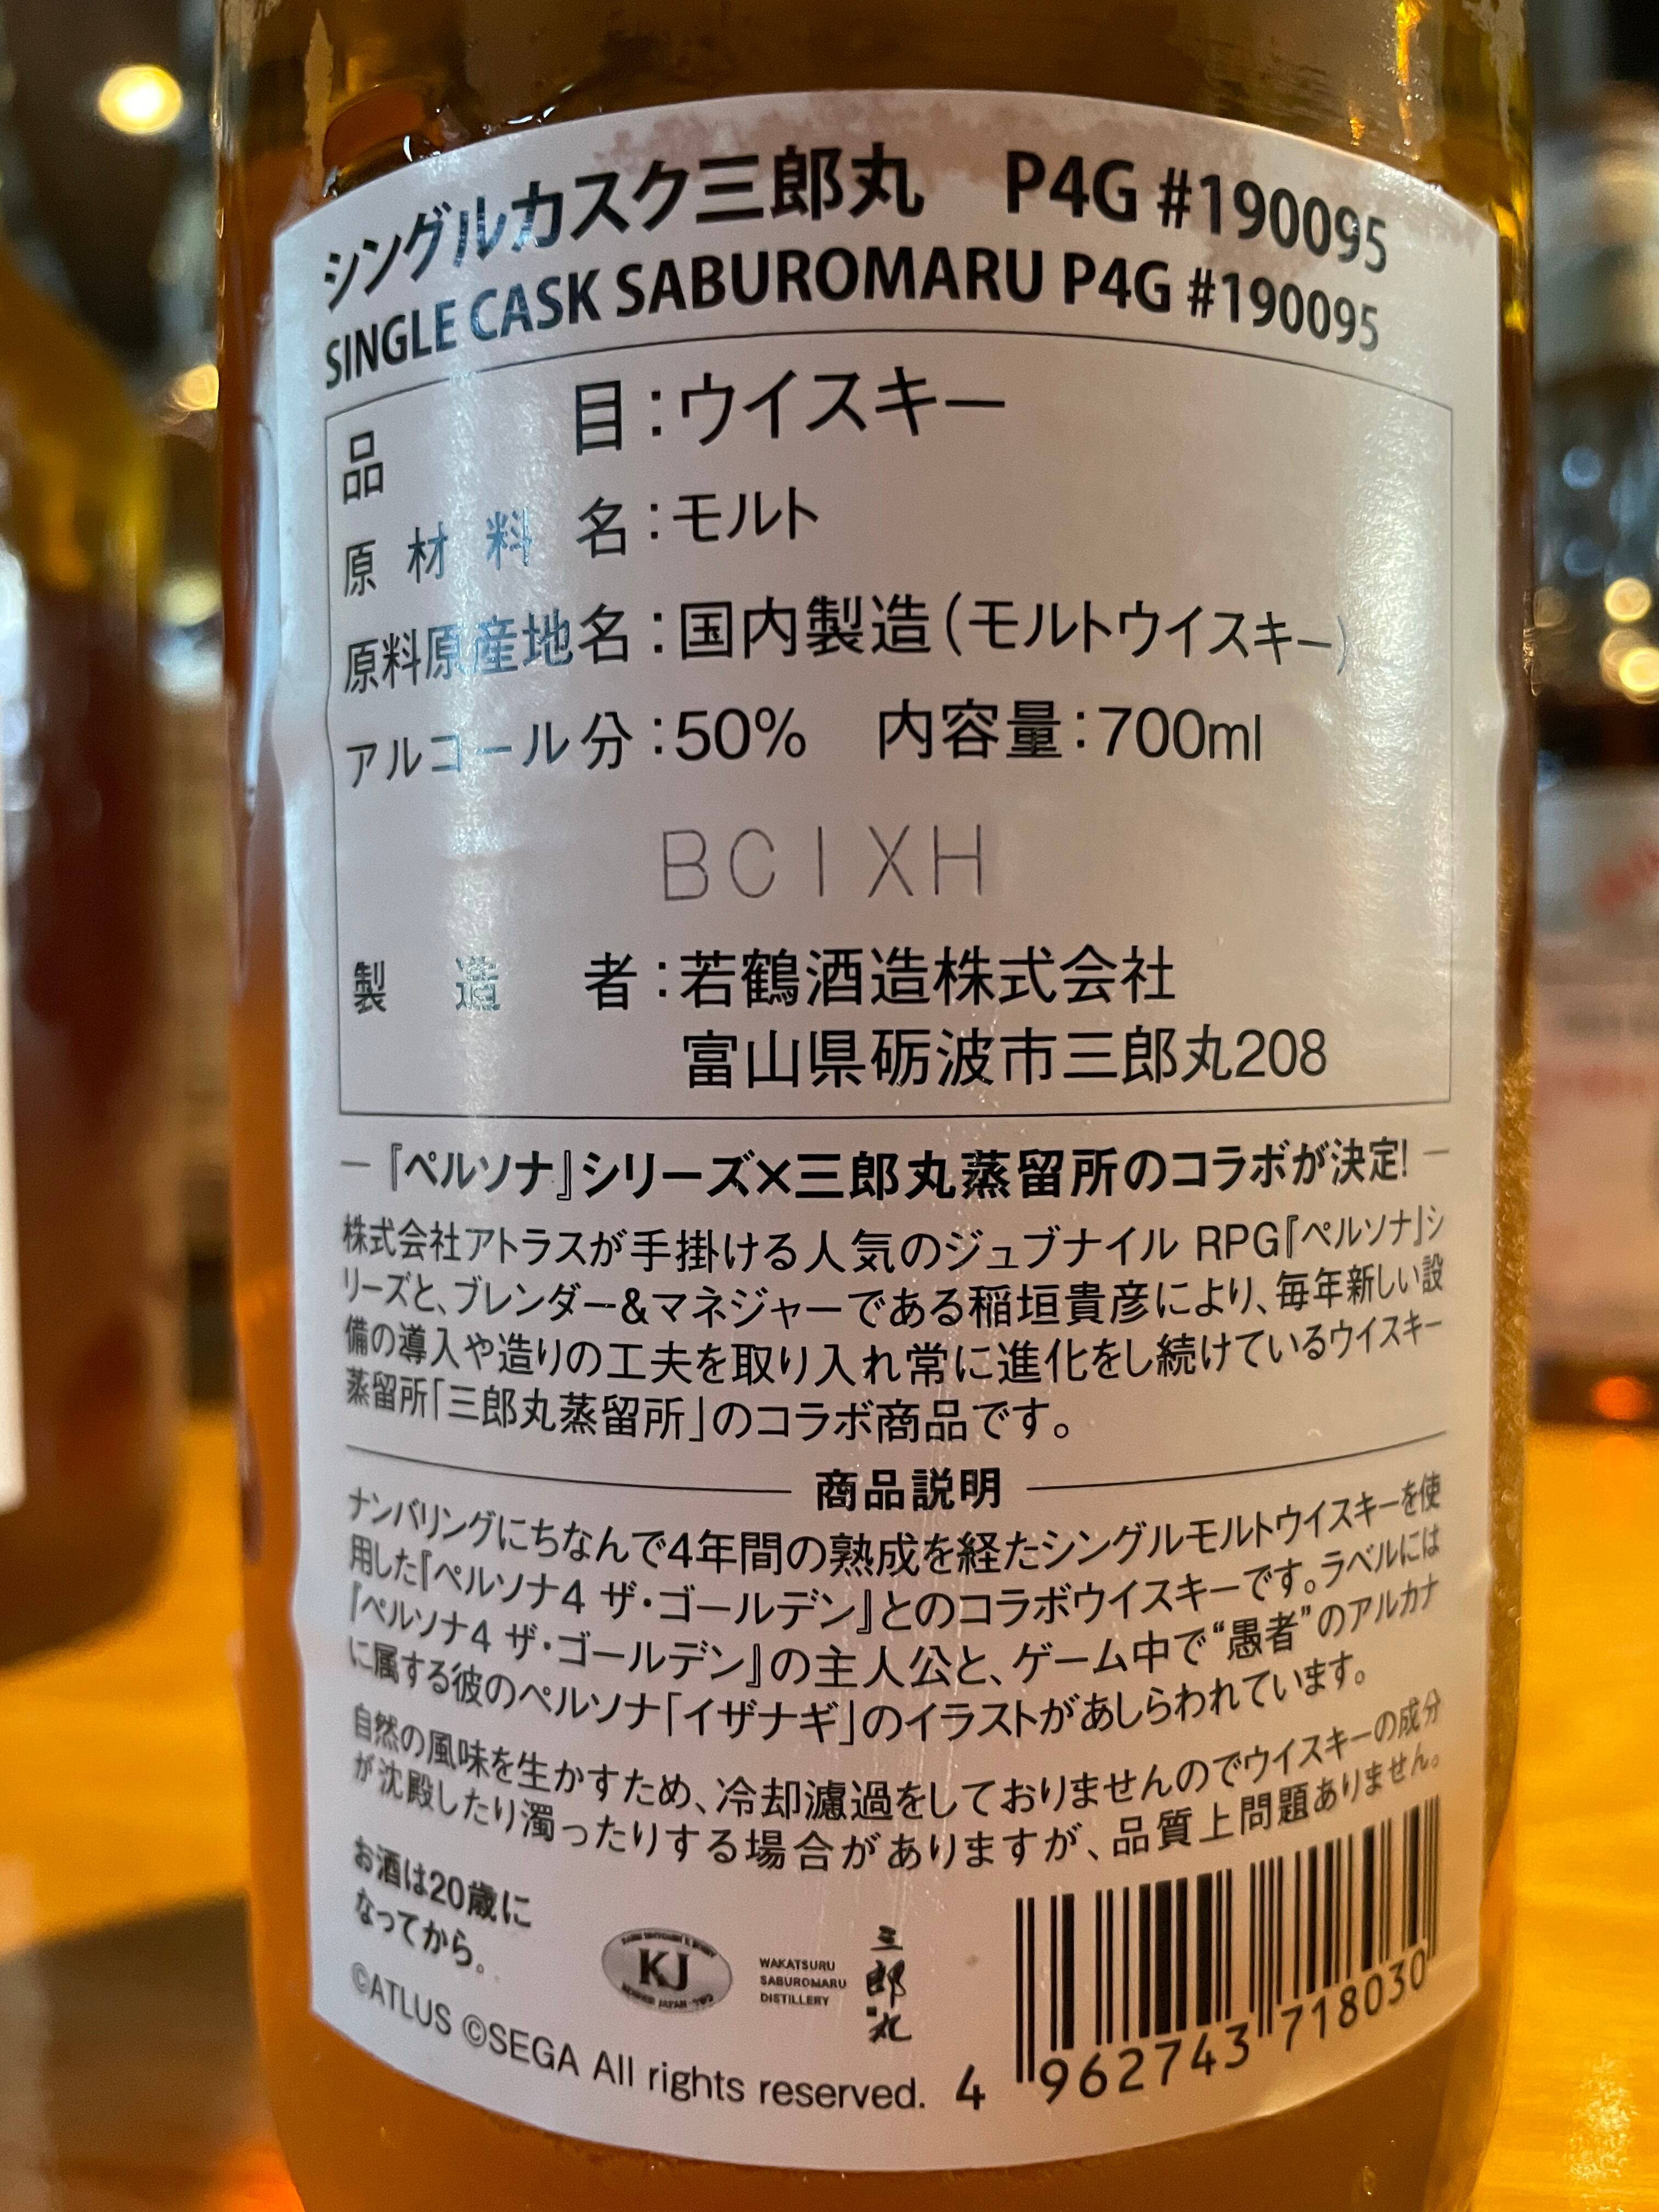 シングルカスク三郎丸　P4G #190095
SINGLE CASK SABUROMARU P4G #190095
品目：ウイスキー
原材料名：モルト
原料原産地名：国内製造（モルトウイスキー）
アルコール分：50%　内容量：700ml
BCIXH
製造者：若鶴酒造株式会社
富山県砺波市三郎丸208
－『ペルソナ』シリーズ×三郎丸蒸留所のコラボが決定!－
株式会社アトラスが手掛ける人気のジュブナイル RPG『ペルソナ』シ
リーズと、ブレンダー&マネジャーである稲垣貴彦により、毎年新しい設
備の導入や造りの工夫を取り入れ常に進化をし続けているウイスキー
蒸留所「三郎丸蒸留所」のコラボ商品です。
商品説明
ナンバリングにちなんで4年間の熟成を経たシングルモルトウイスキーを使
用した『ペルソナ4 ザ・ゴールデン』とのコラボウイスキーです。ラベルには
『ペルソナ4 ザ・ゴールデン』の主人公と、ゲーム中で“愚者”のアルカナ
に属する彼のペルソナ「イザナギ」のイラストがあしらわれています。
自然の風味を生かすため、冷却濾過をしておりませんのでウイスキーの成分
が沈殿したり濁ったりする場合がありますが、品質上問題ありません。
お酒は20歳に
なってから。
KJ
WAKATSURU
SABUROMARU
DISTILLERY
三郎丸
©ATLUS ©SEGA All rights reserved.
4 962743 718030